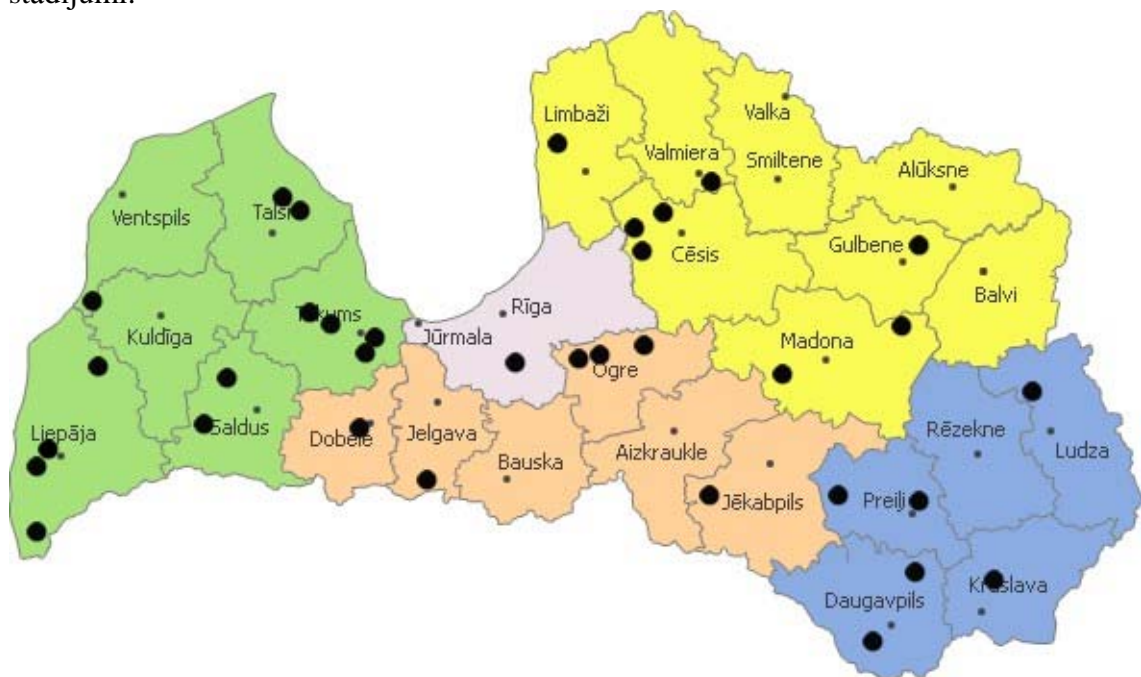 stādījumi.
Limbaži
Valka
Valmiera
Smiltene
Alūksne
Ventspils
Talsi
Cēsis
Gulbene
Balvi
Rīga
Kuldīga
Tukums
Jūrmala
Madona
Ogre
Liepāja
Saldus
Dobele
Jelgava
Bauska
Aizkraukle
Rēzekne
Ludza
Jēkabpils
Preiļi
Daugavpils
Krāslava